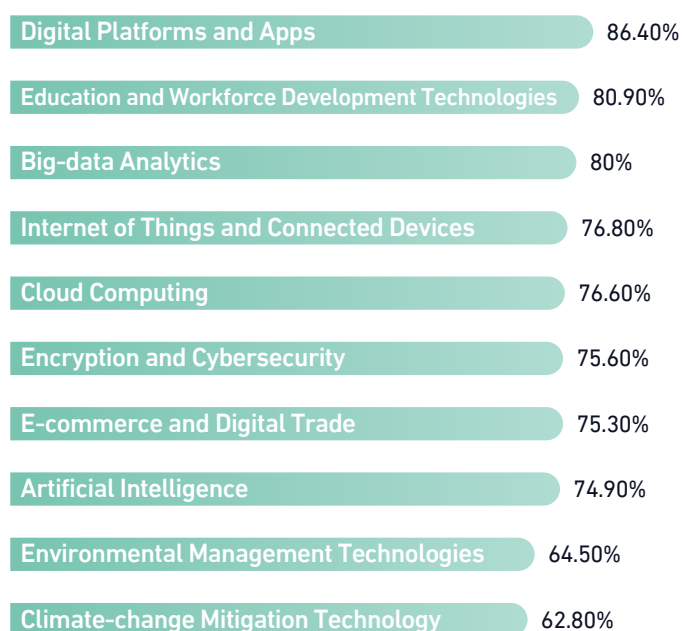 Digital Platforms and Apps 86.40%
Education and Workforce Development Technologies 80.90%
Big-data Analytics 80%
Internet of Things and Connected Devices 76.80%
Cloud Computing 76.60%
Encryption and Cybersecurity 75.60%
E-commerce and Digital Trade 75.30%
Artificial Intelligence 74.90%
Environmental Management Technologies 64.50%
Climate-change Mitigation Technology 62.80%